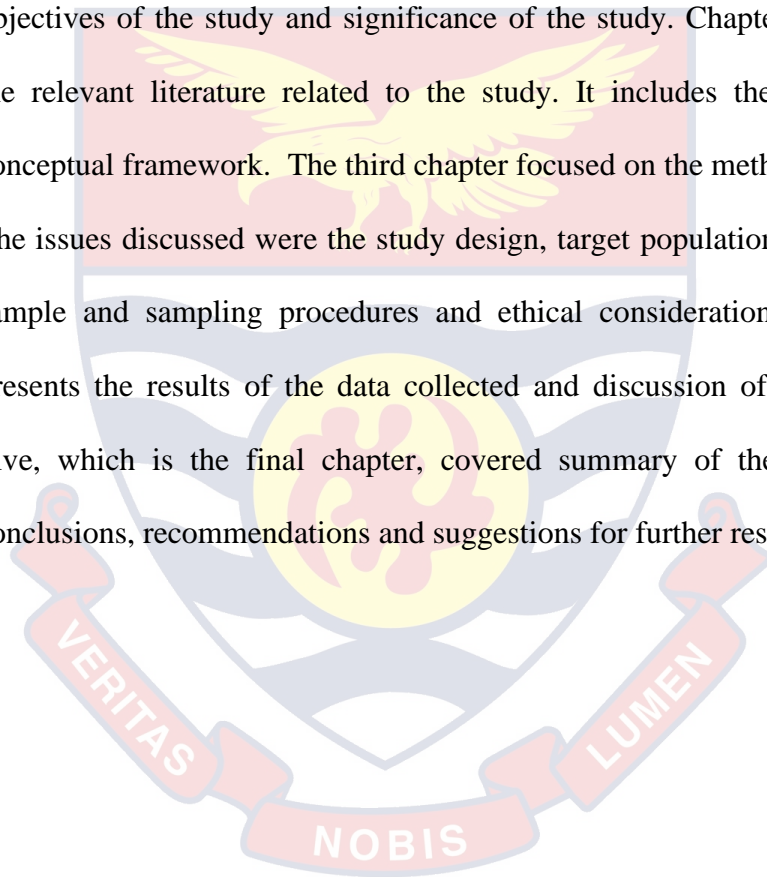 bjectives of the study and significance of the study. Chapte
e relevant literature related to the study. It includes the
onceptual framework. The third chapter focused on the meth
he issues discussed were the study design, target population
ample and sampling procedures and ethical consideration
resents the results of the data collected and discussion of
ve, which is the final chapter, covered summary of the
onclusions, recommendations and suggestions for further res
VERITAS
NOBIS
LUMEN